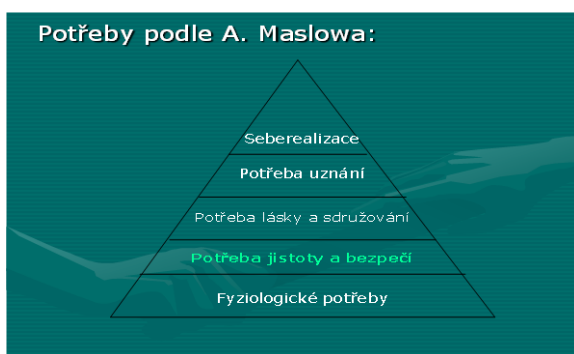 Potřeby podle A. Maslowa:
Seberealizace
Potřeba uznání
Potřeba lásky a sdružování
Potřeba jistoty a bezpečí
Fyziologické potřeby